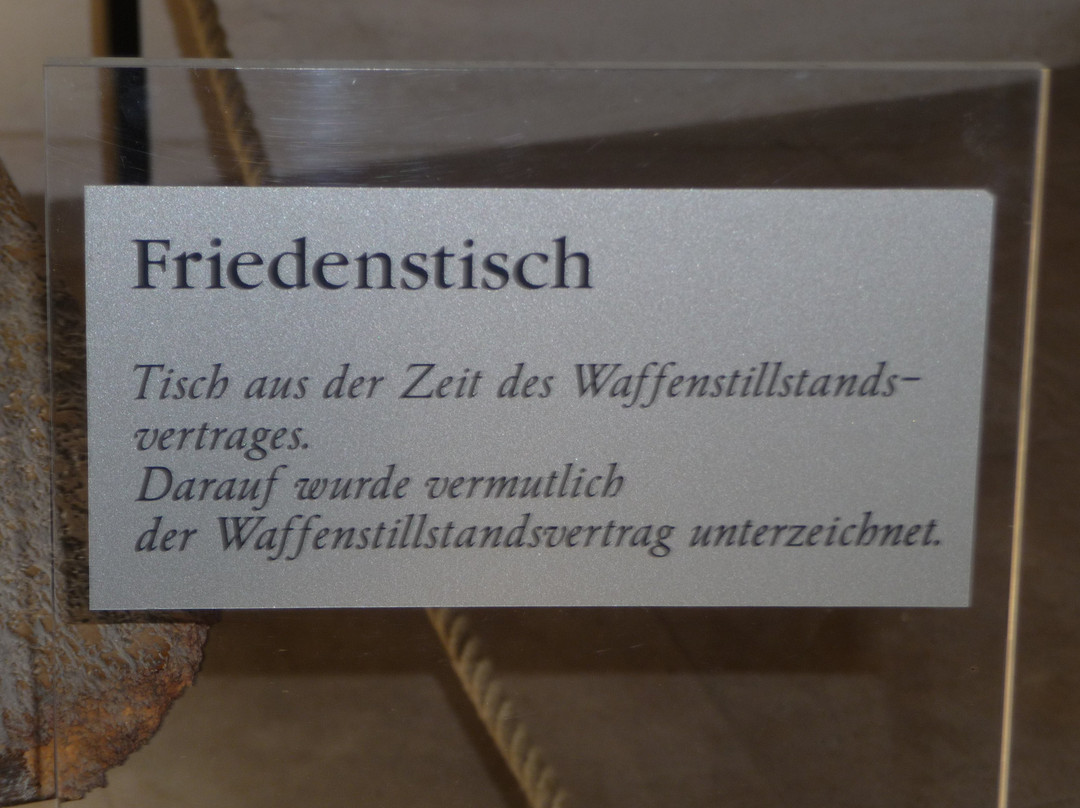 Friedenstisch
Tisch aus der Zeit des Waffenstillstands-
vertrages.
Darauf wurde vermutlich
der Waffenstillstandsvertrag unterzeichnet.